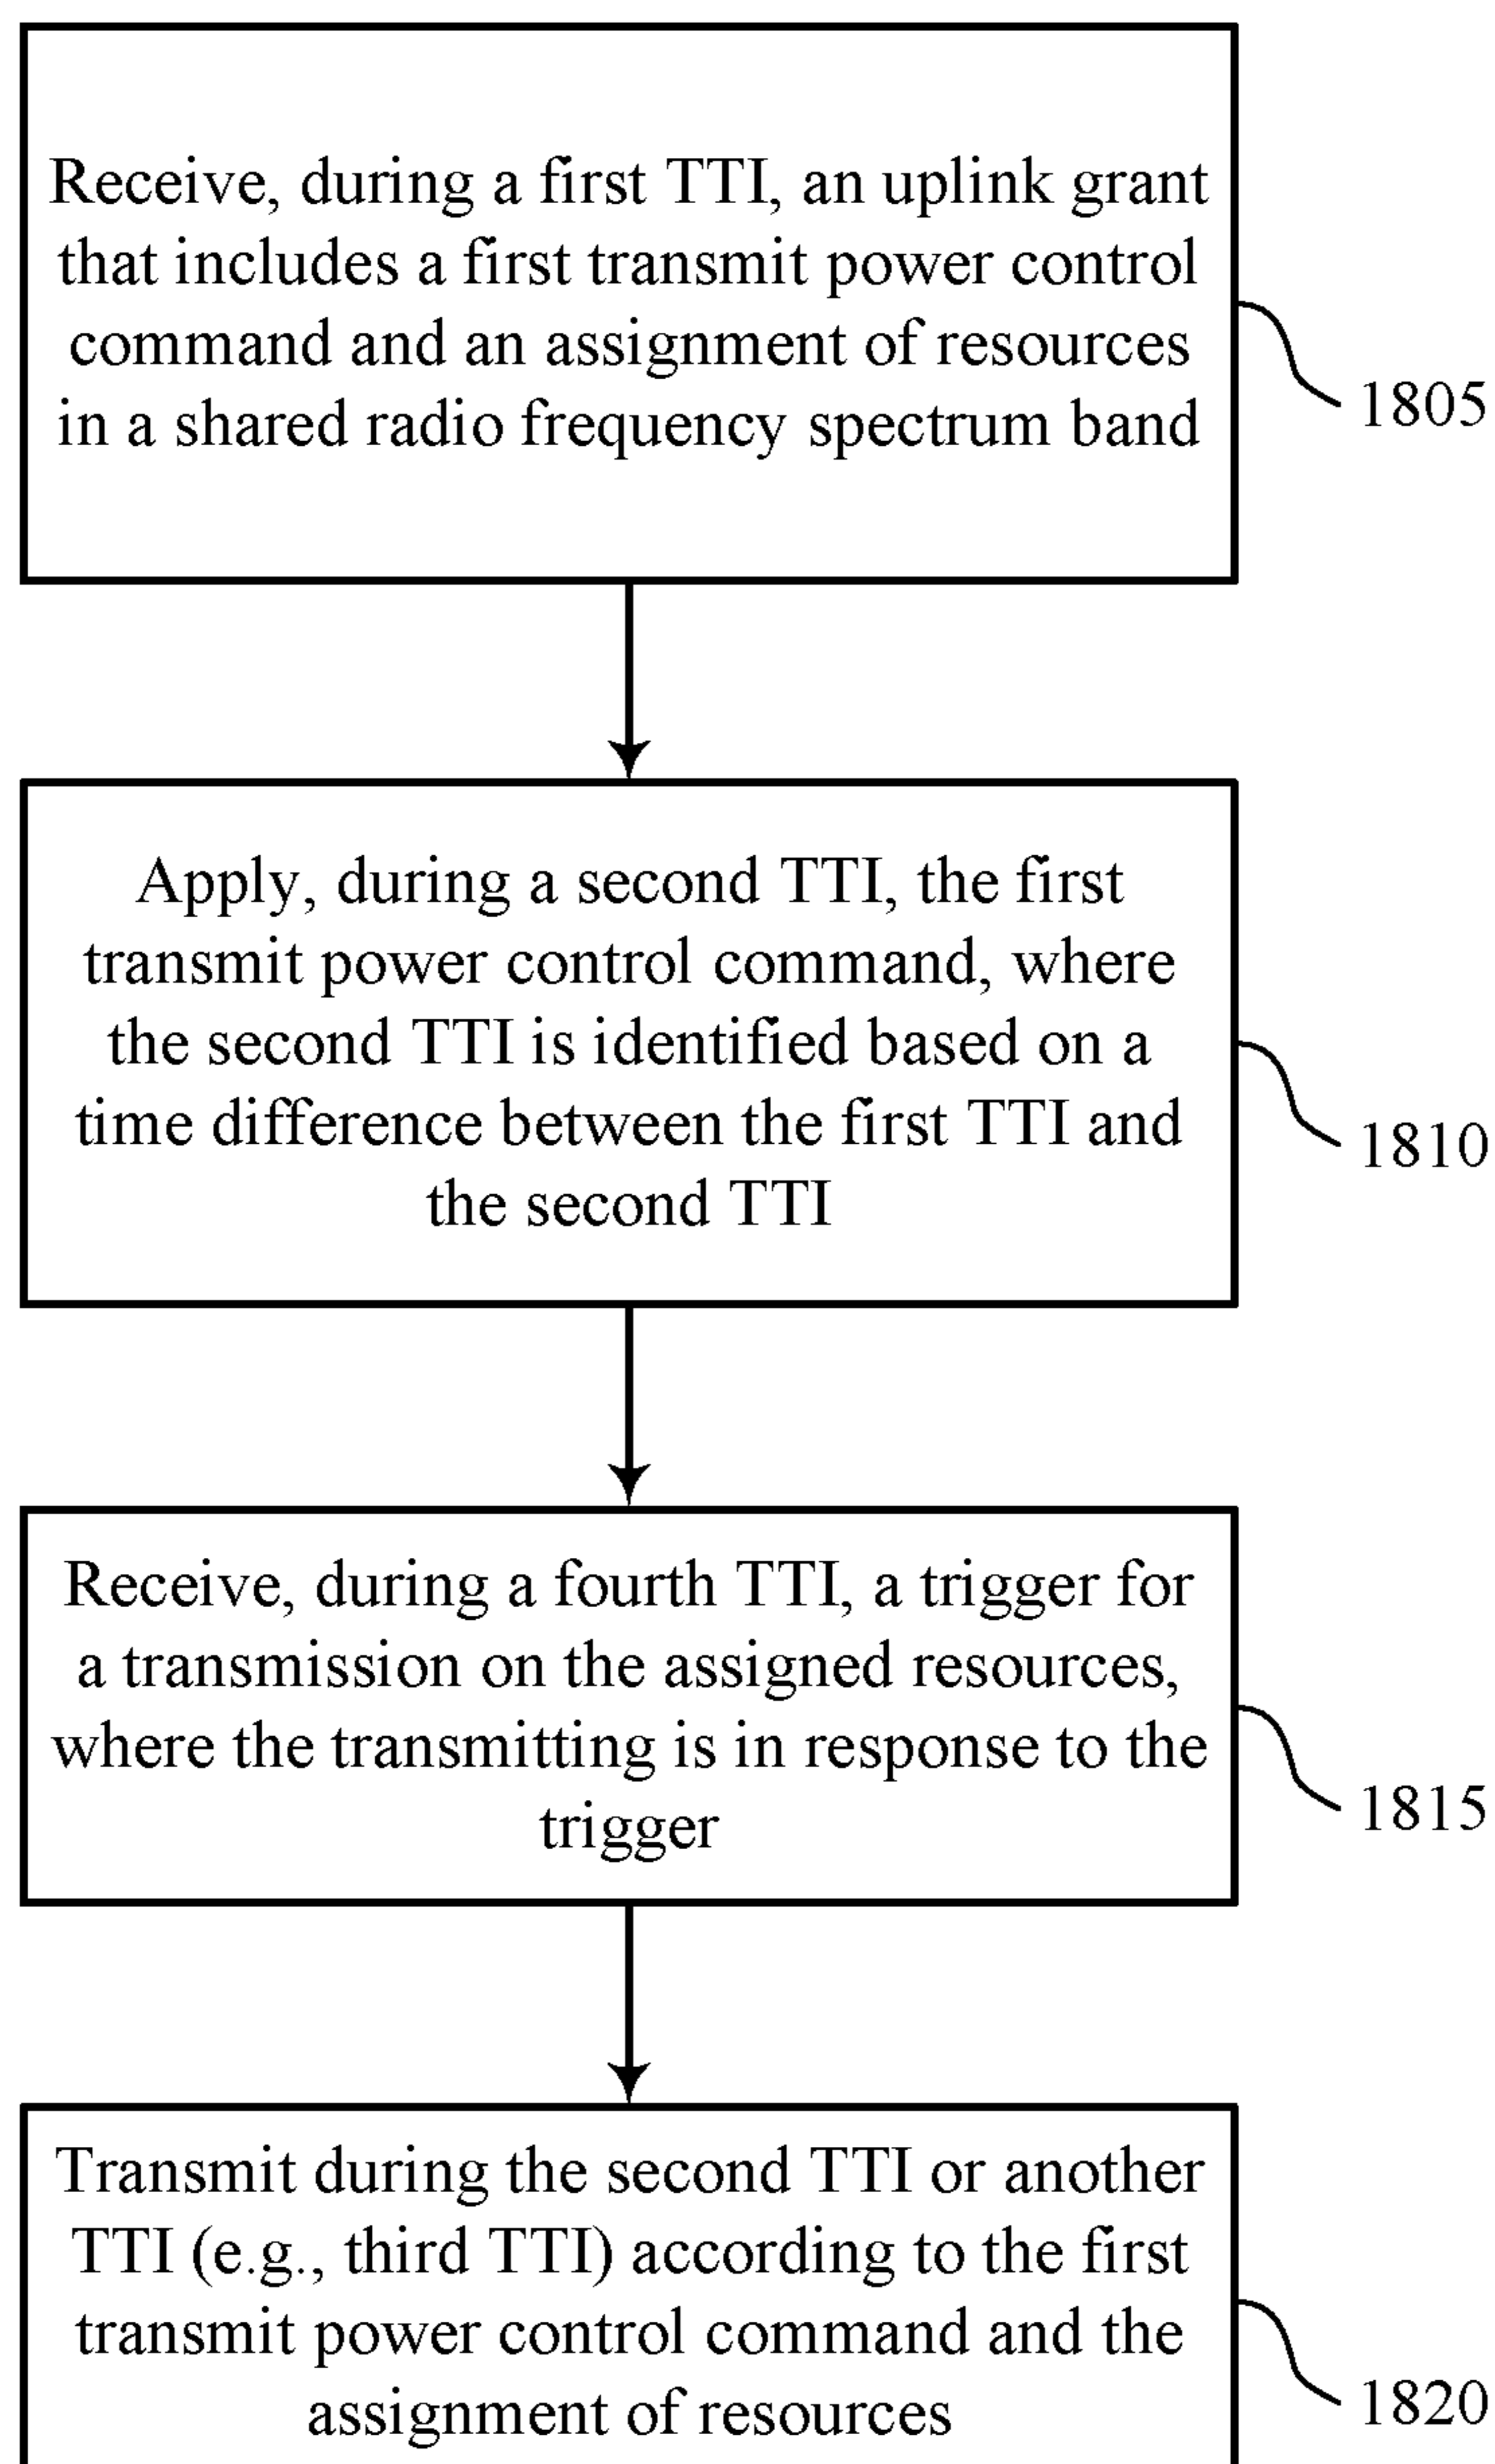 Receive, during a first TTI, an uplink grant
that includes a first transmit power control
command and an assignment of resources
in a shared radio frequency spectrum band
1805
Apply, during a second TTI, the first
transmit power control command, where
the second TTI is identified based on a
time difference between the first TTI and
the second TTI
1810
Receive, during a fourth TTI, a trigger for
a transmission on the assigned resources,
where the transmitting is in response to the
trigger
1815
Transmit during the second TTI or another
TTI (e.g., third TTI) according to the first
transmit power control command and the
assignment of resources
1820